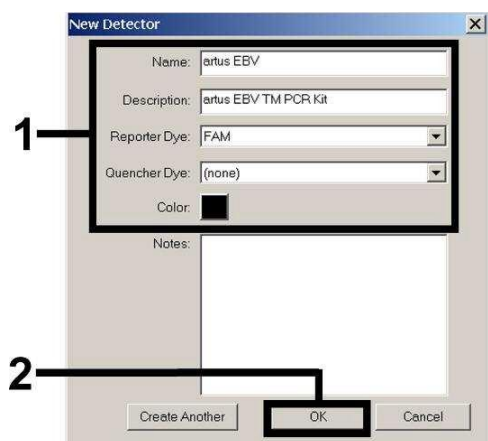 New Detector
Name: artus EBV
Description: artus EBV TM PCR Kit
1
Reporter Dye: FAM
Quencher Dye: (none)
Color:
Notes:
2
Create Another OK Cancel